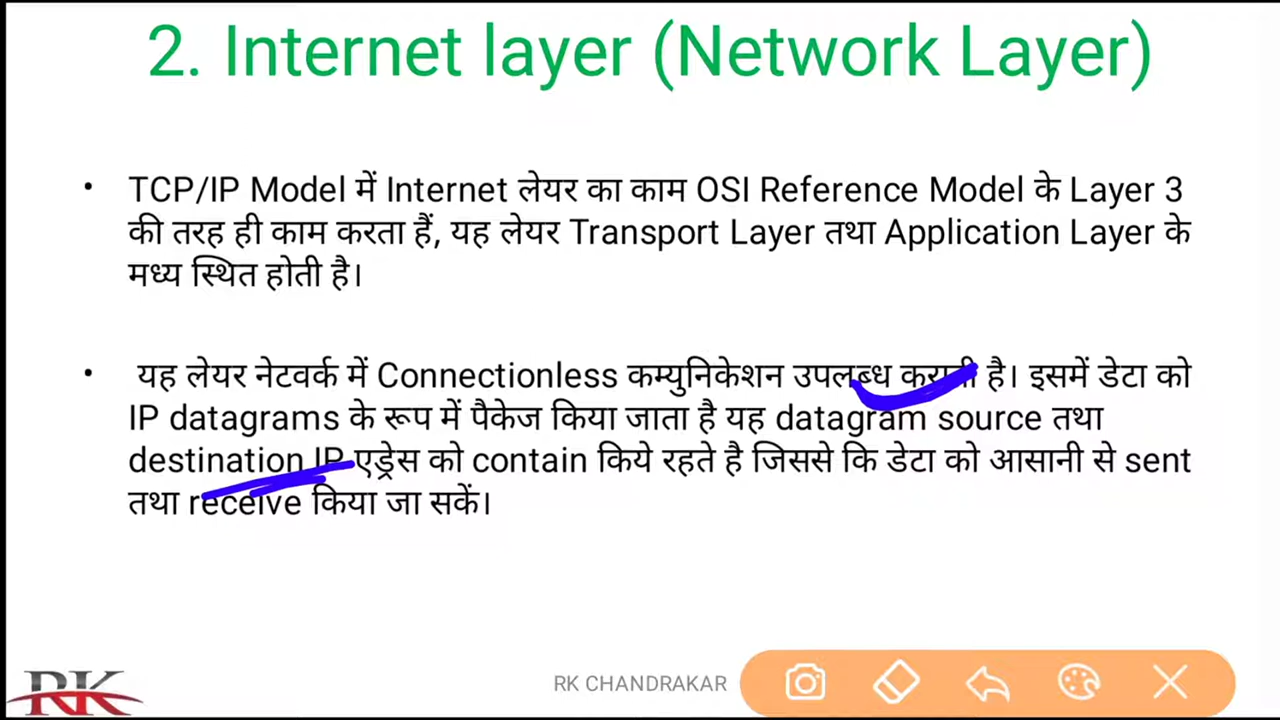 2. Internet layer (Network Layer)
• TCP/IP Model में Internet लेयर का काम OSI Reference Model के Layer 3
की तरह ही काम करता हैं, यह लेयर Transport Layer तथा Application Layer के
मध्य स्थित होती है।
• यह लेयर नेटवर्क में Connectionless कम्युनिकेशन उपलब्ध कराती है। इसमें डेटा को
IP datagrams के रूप में पैकेज किया जाता है यह datagram source तथा
destination IP एड्रेस को contain किये रहते है जिससे कि डेटा को आसानी से sent
तथा receive किया जा सकें।
RK
RK CHANDRAKAR